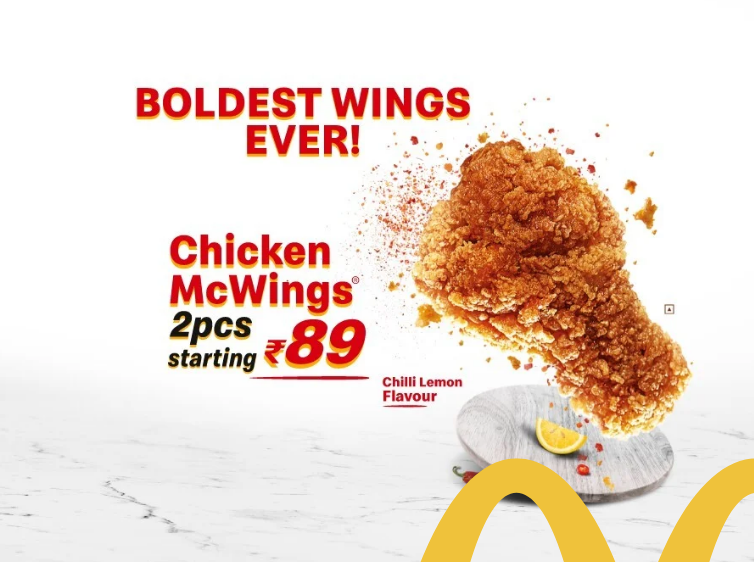 BOLDEST WINGS
EVER!
Chicken
McWings®
2pcs
starting ₹89
Chilli Lemon
Flavour